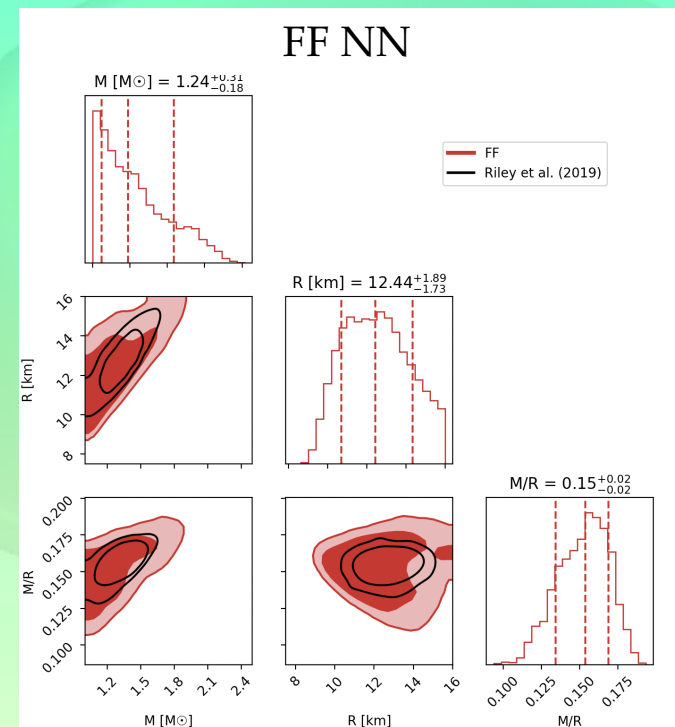 FF NN
M [M☉] = 1.24+0.31−0.18
FF
Riley et al. (2019)
R [km] = 12.44+1.89−1.73
16
14
12
10
8
R [km]
M/R = 0.15+0.02−0.02
0.200
0.175
0.150
0.125
0.100
M/R
1.2 1.5 1.8 2.1 2.4
M [M☉]
8 10 12 14 16
R [km]
0.100 0.125 0.150 0.175
M/R